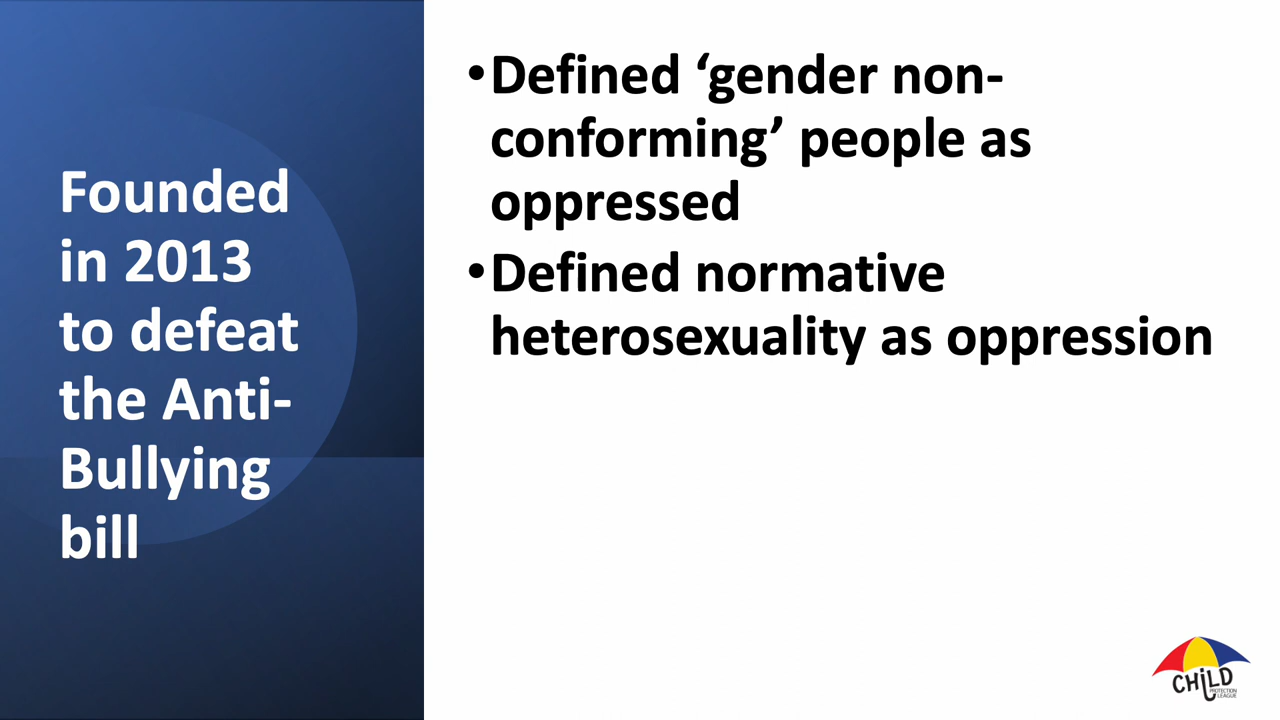 Founded
in 2013
to defeat
the Anti-
Bullying
bill
•Defined ‘gender non-
conforming’ people as
oppressed
•Defined normative
heterosexuality as oppression
CHiLD
PROTECTION
LEAGUE